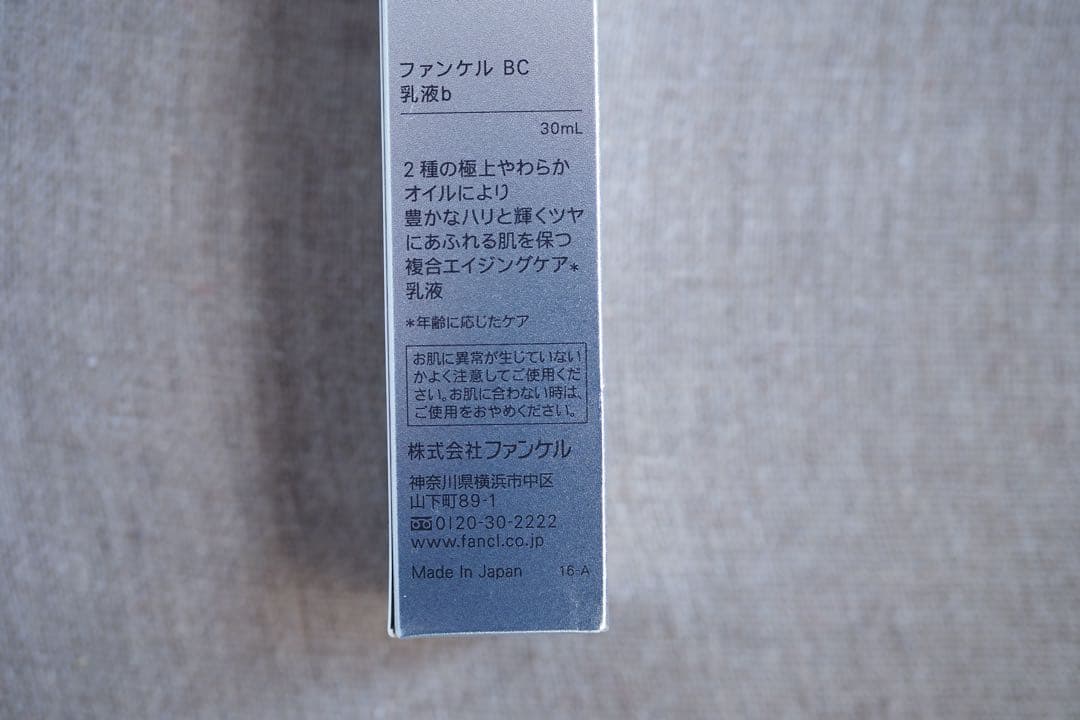 ファンケル BC
乳液b
30mL
2種の極上やわらか
オイルにより
豊かなハリと輝くツヤ
にあふれる肌を保つ
複合エイジングケア*
乳液
*年齢に応じたケア
お肌に異常が生じていない
かよく注意してご使用くだ
さい。お肌に合わない時は、
ご使用をおやめください。
株式会社ファンケル
神奈川県横浜市中区
山下町89-1
0120-30-2222
www.fancl.co.jp
Made In Japan 16-A